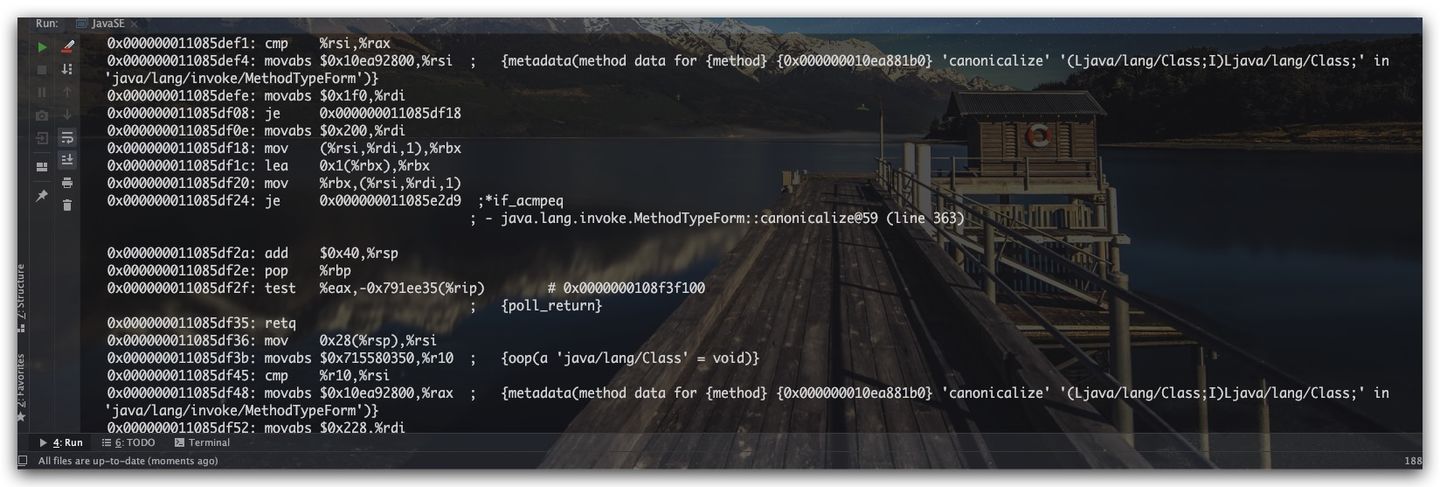 Run: JavaSE
0x000000011085def1: cmp %rsi,%rax
0x000000011085def4: movabs $0x10ea92800,%rsi ; {metadata(method data for {method} {0x000000010ea881b0} 'canonicalize' '(Ljava/lang/Class;I)Ljava/lang/Class;' in
'java/lang/invoke/MethodTypeForm')}
0x000000011085defe: movabs $0x1f0,%rdi
0x000000011085df08: je 0x000000011085df18
0x000000011085df0e: movabs $0x200,%rdi
0x000000011085df18: mov (%rsi,%rdi,1),%rbx
0x000000011085df1c: lea 0x1(%rbx),%rbx
0x000000011085df20: mov %rbx,(%rsi,%rdi,1)
0x000000011085df24: je 0x000000011085e2d9 ;*if_acmpeq
; - java.lang.invoke.MethodTypeForm::canonicalize@59 (line 363)
0x000000011085df2a: add $0x40,%rsp
0x000000011085df2e: pop %rbp
0x000000011085df2f: test %eax,-0x791ee35(%rip) # 0x0000000108f3f100
; {poll_return}
0x000000011085df35: retq
0x000000011085df36: mov 0x28(%rsp),%rsi
0x000000011085df3b: movabs $0x715580350,%r10 ; {oop(a 'java/lang/Class' = void)}
0x000000011085df45: cmp %r10,%rsi
0x000000011085df48: movabs $0x10ea92800,%rax ; {metadata(method data for {method} {0x000000010ea881b0} 'canonicalize' '(Ljava/lang/Class;I)Ljava/lang/Class;' in
'java/lang/invoke/MethodTypeForm')}
0x000000011085df52: movabs $0x228,%rdi
Z: Structure
2: Favorites
4: Run 6: TODO Terminal
All files are up-to-date (moments ago)
188